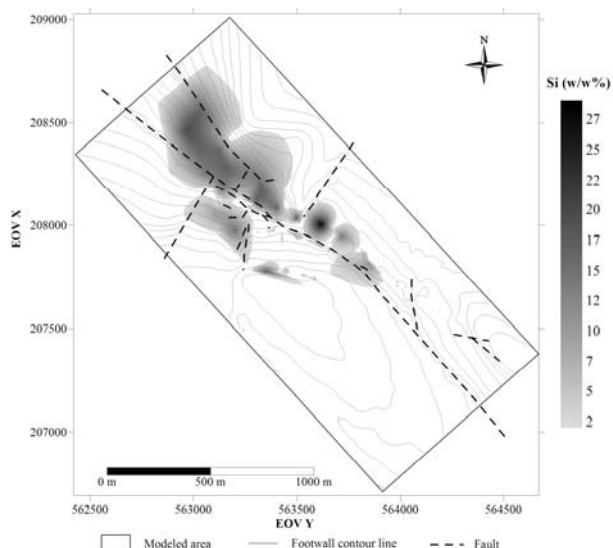 209000
208500
208000
207500
207000
EOV X
N
Si (w/w%)
27
25
22
20
17
15
12
10
7
5
2
0 m 500 m 1000 m
562500 563000 563500 564000 564500
EOV Y
Modeled area Footwall contour line Fault